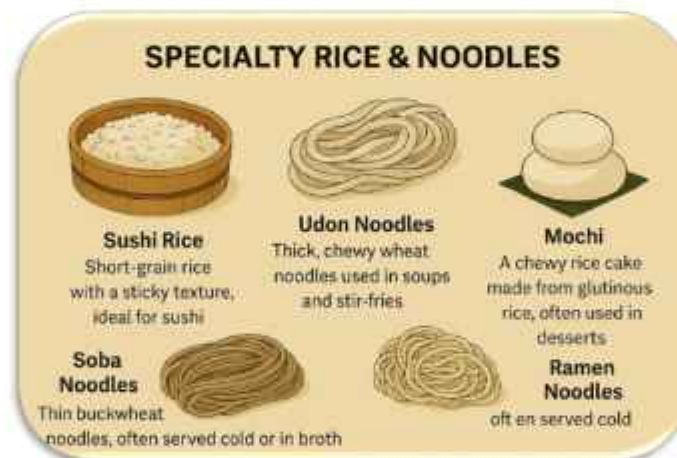 SPECIALTY RICE & NOODLES
Sushi Rice
Short-grain rice
with a sticky texture,
ideal for sushi
Udon Noodles
Thick, chewy wheat
noodles used in soups
and stir-fries
Mochi
A chewy rice cake
made from glutinous
rice, often used in
desserts
Soba
Noodles
Thin buckwheat
noodles, often served cold or in broth
Ramen
Noodles
oft en served cold